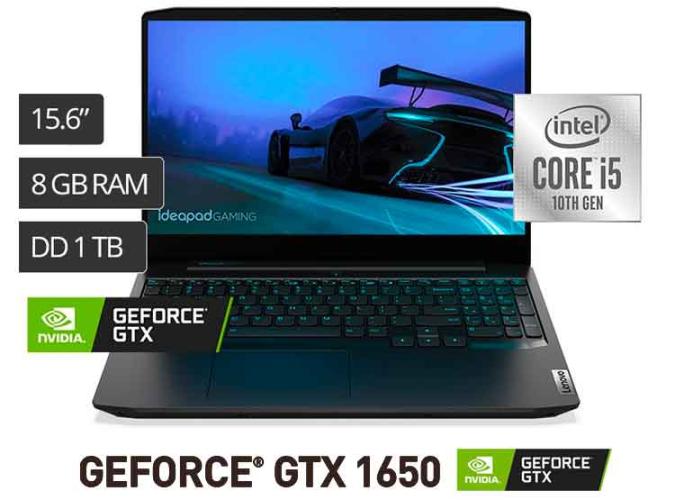 15.6”
8 GB RAM
DD 1 TB
ideapad GAMING
intel
CORE i5
10TH GEN
NVIDIA.
GEFORCE
GTX
Lenovo
GEFORCE® GTX 1650
NVIDIA.
GEFORCE
GTX